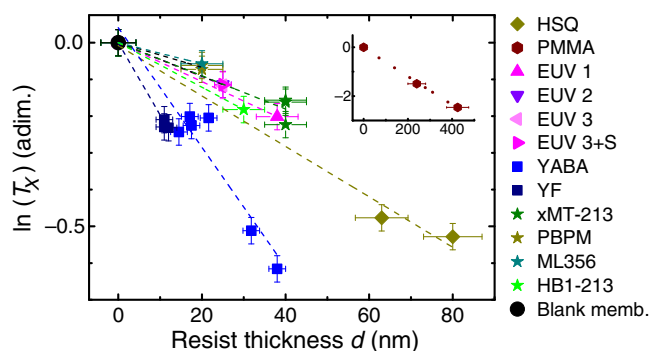 ln (T_X) (adim.)
0.0
−0.5
0
20
40
60
80
Resist thickness d (nm)
0
−2
0
200
400
HSQ
PMMA
EUV 1
EUV 2
EUV 3
EUV 3+S
YABA
YF
xMT-213
PBPM
ML356
HB1-213
Blank memb.